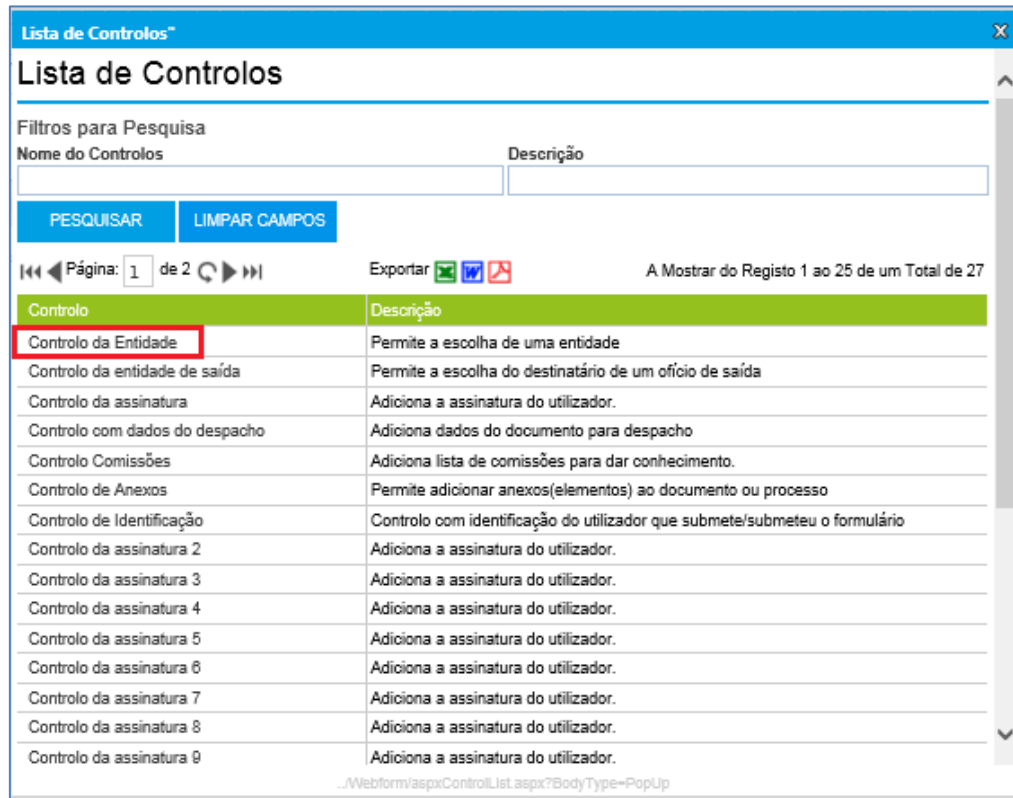 Lista de Controlos"
Lista de Controlos
Filtros para Pesquisa
Nome do Controlos Descrição
PESQUISAR LIMPAR CAMPOS
Página: 1 de 2 Exportar A Mostrar do Registo 1 ao 25 de um Total de 27
Controlo Descrição
Controlo da Entidade Permite a escolha de uma entidade
Controlo da entidade de saída Permite a escolha do destinatário de um ofício de saída
Controlo da assinatura Adiciona a assinatura do utilizador.
Controlo com dados do despacho Adiciona dados do documento para despacho
Controlo Comissões Adiciona lista de comissões para dar conhecimento.
Controlo de Anexos Permite adicionar anexos(elementos) ao documento ou processo
Controlo de Identificação Controlo com identificação do utilizador que submete/submeteu o formulário
Controlo da assinatura 2 Adiciona a assinatura do utilizador.
Controlo da assinatura 3 Adiciona a assinatura do utilizador.
Controlo da assinatura 4 Adiciona a assinatura do utilizador.
Controlo da assinatura 5 Adiciona a assinatura do utilizador.
Controlo da assinatura 6 Adiciona a assinatura do utilizador.
Controlo da assinatura 7 Adiciona a assinatura do utilizador.
Controlo da assinatura 8 Adiciona a assinatura do utilizador.
Controlo da assinatura 9 Adiciona a assinatura do utilizador.
../Webform/aspxControlList.aspx?BodyType=PopUp